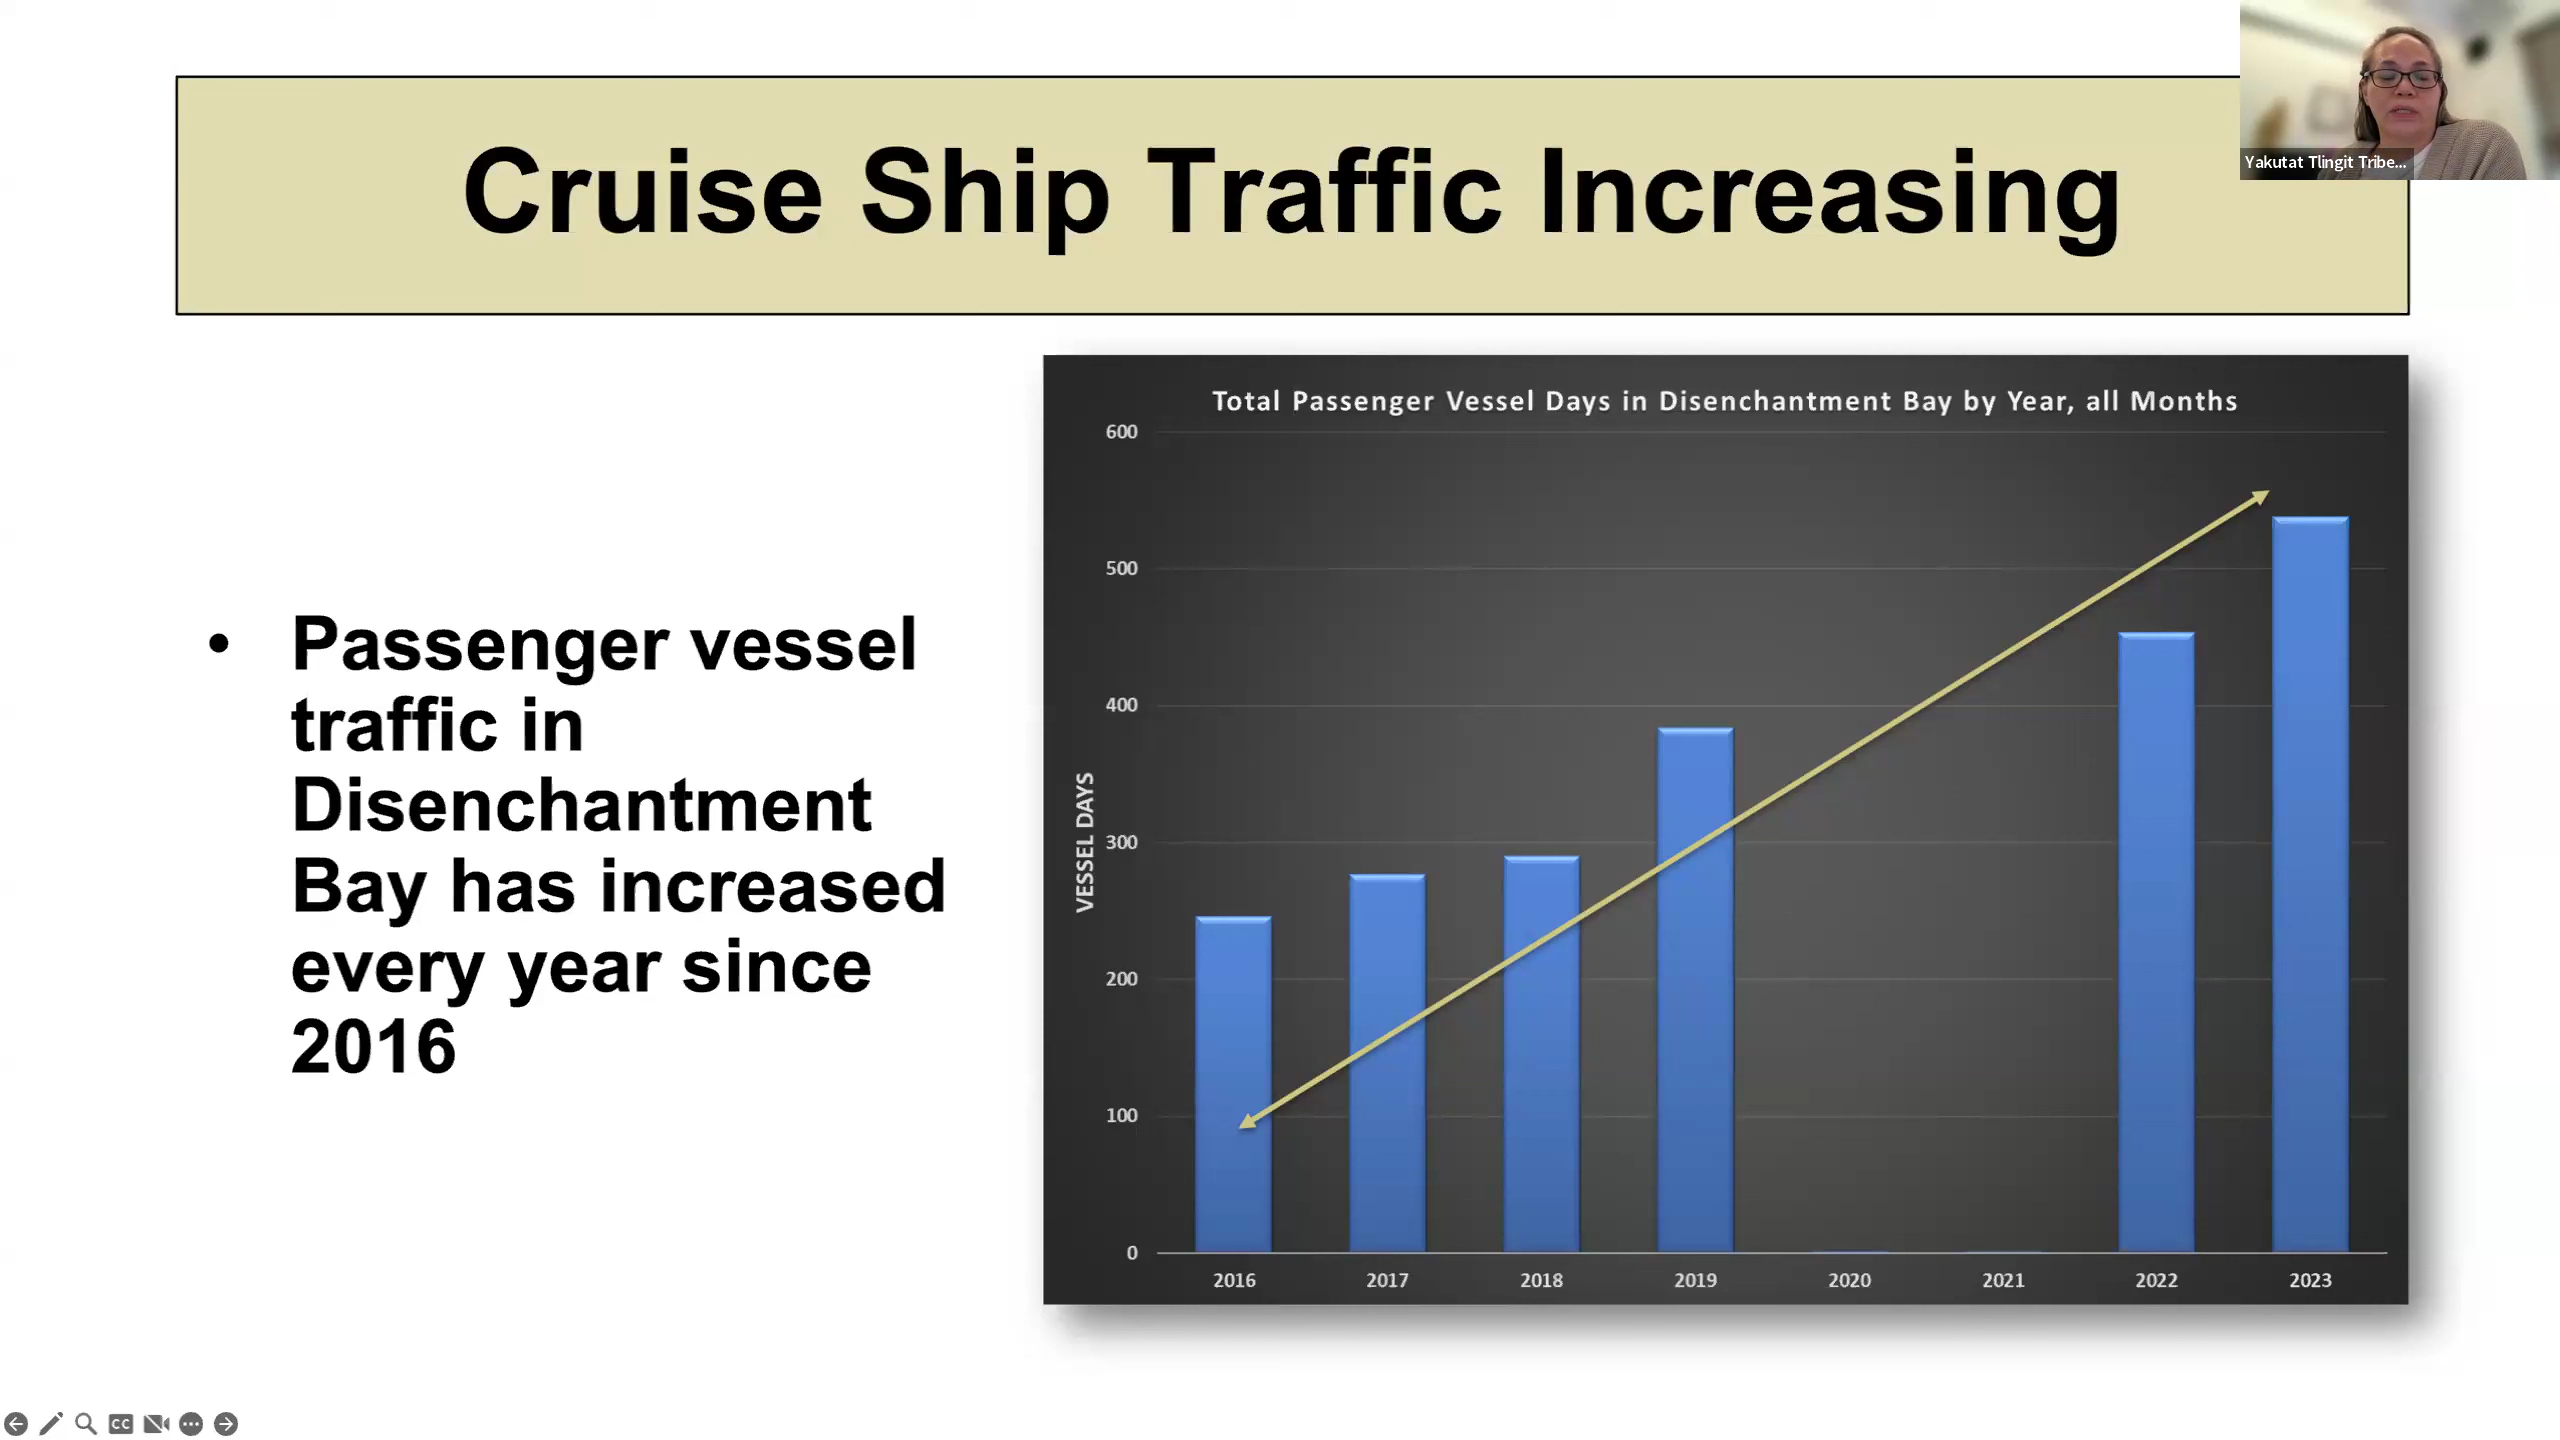 Cruise Ship Traffic Increasing
Yakutat Tlingit Tribe...
• Passenger vessel
traffic in
Disenchantment
Bay has increased
every year since
2016
Total Passenger Vessel Days in Disenchantment Bay by Year, all Months
600
500
400
300
200
100
0
VESSEL DAYS
2016 2017 2018 2019 2020 2021 2022 2023
CC